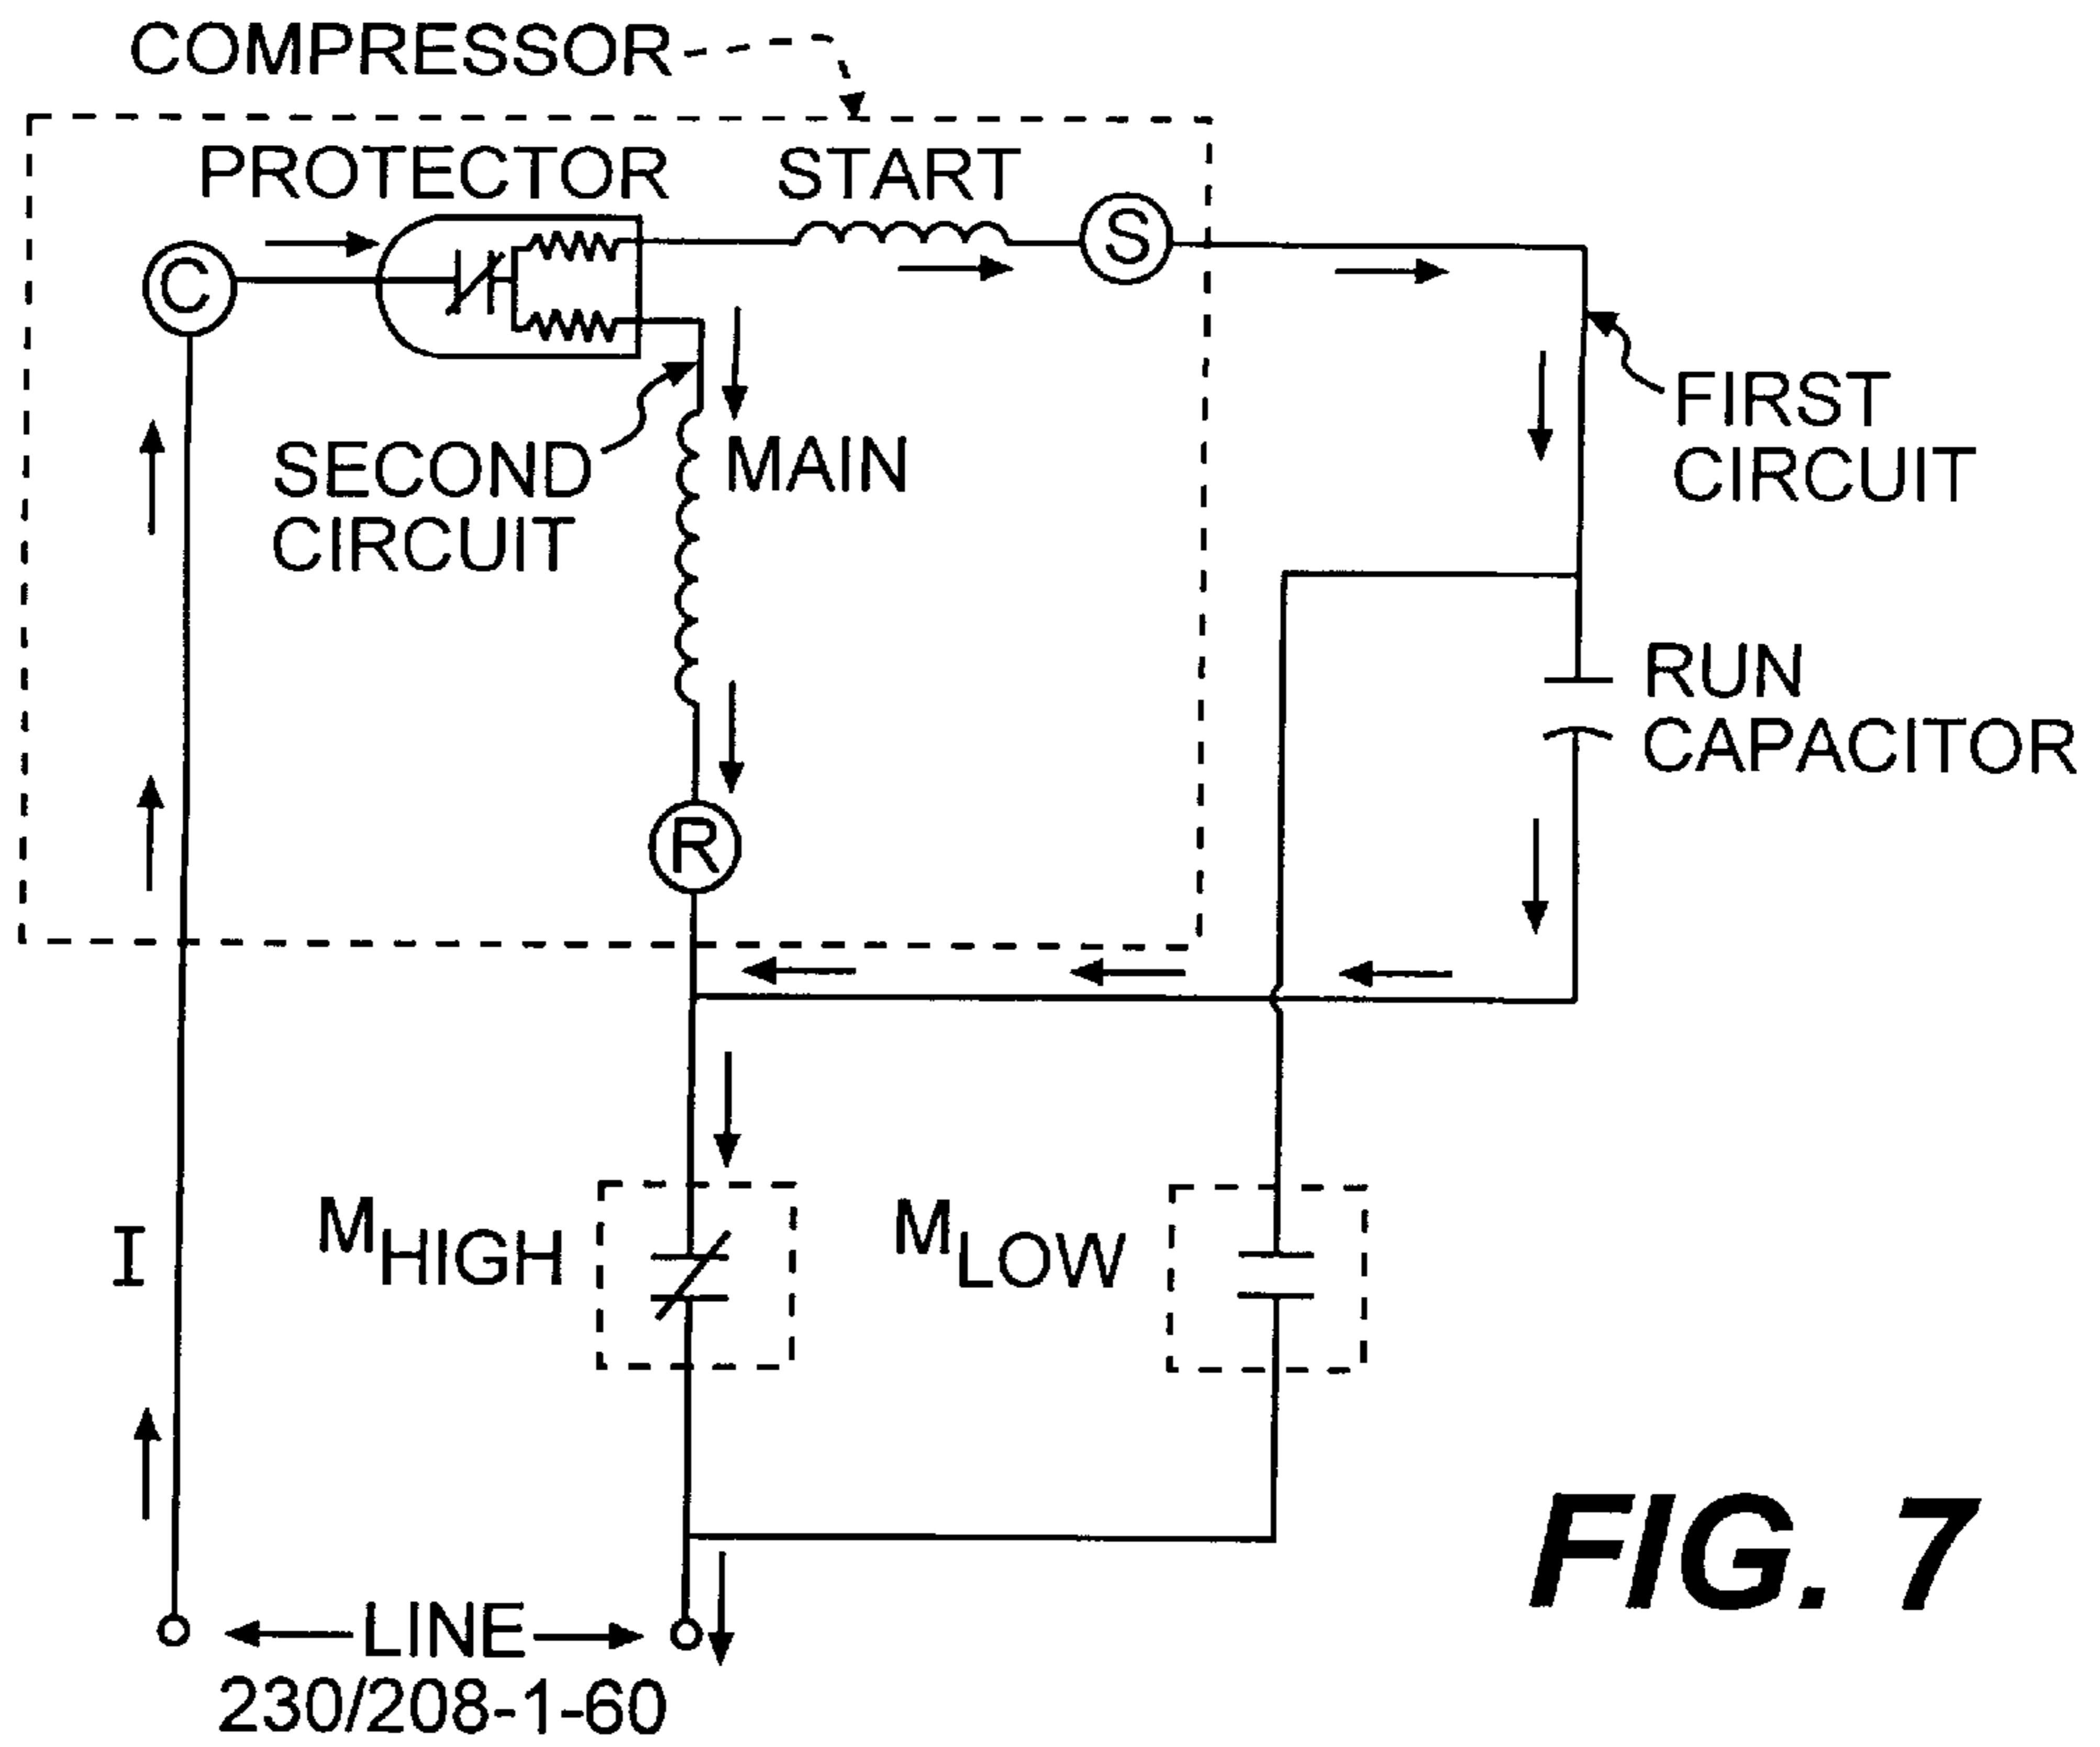 COMPRESSOR
PROTECTOR
START
C
S
FIRST
CIRCUIT
SECOND
CIRCUIT
MAIN
RUN
CAPACITOR
R
I
MHIGH
MLOW
LINE
230/208-1-60
FIG. 7